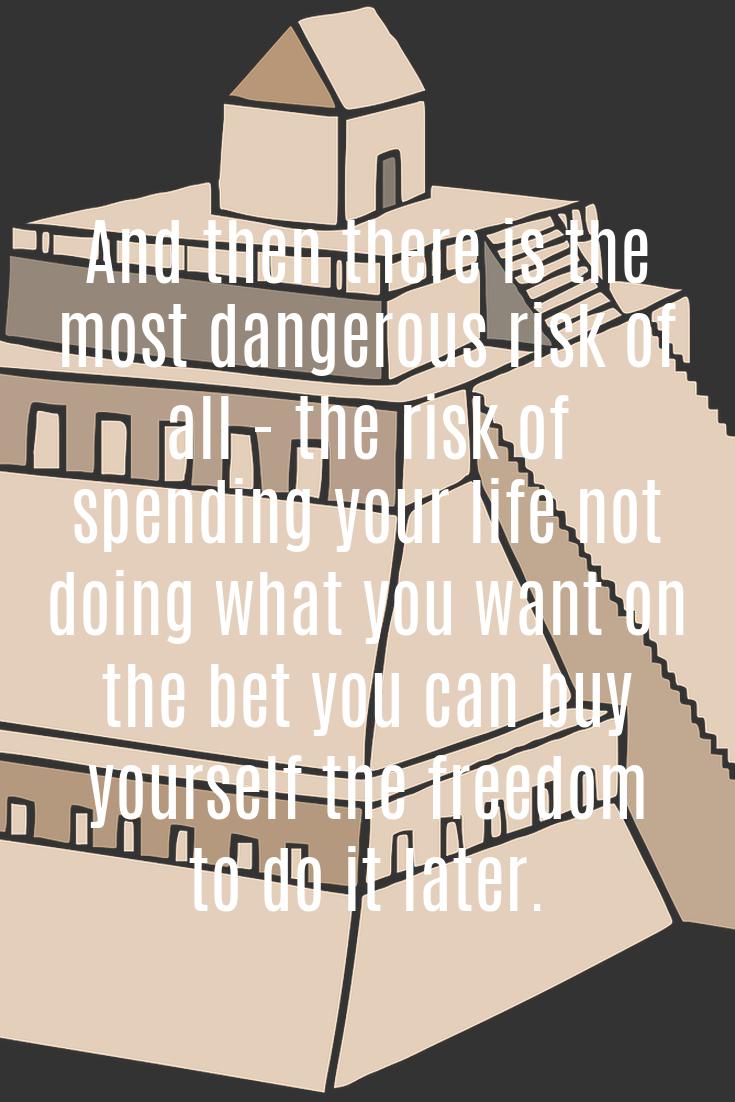 And then there is the
most dangerous risk of
all - the risk of
spending your life not
doing what you want on
the bet you can buy
yourself the freedom
to do it later.